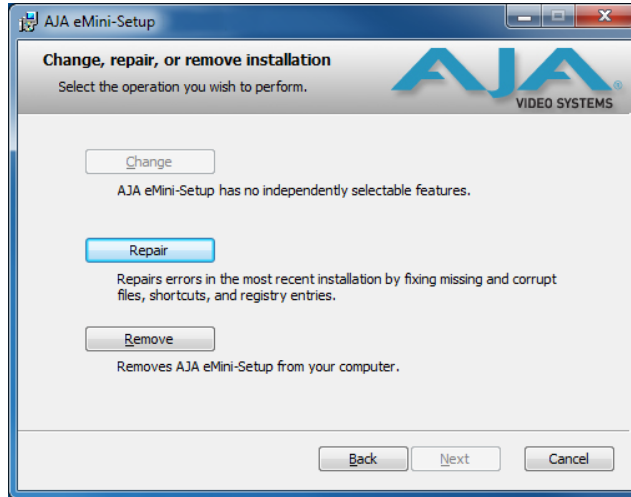 AJA eMini-Setup
Change, repair, or remove installation
Select the operation you wish to perform.
AJA
VIDEO SYSTEMS
Change
AJA eMini-Setup has no independently selectable features.
Repair
Repairs errors in the most recent installation by fixing missing and corrupt
files, shortcuts, and registry entries.
Remove
Removes AJA eMini-Setup from your computer.
Back Next Cancel